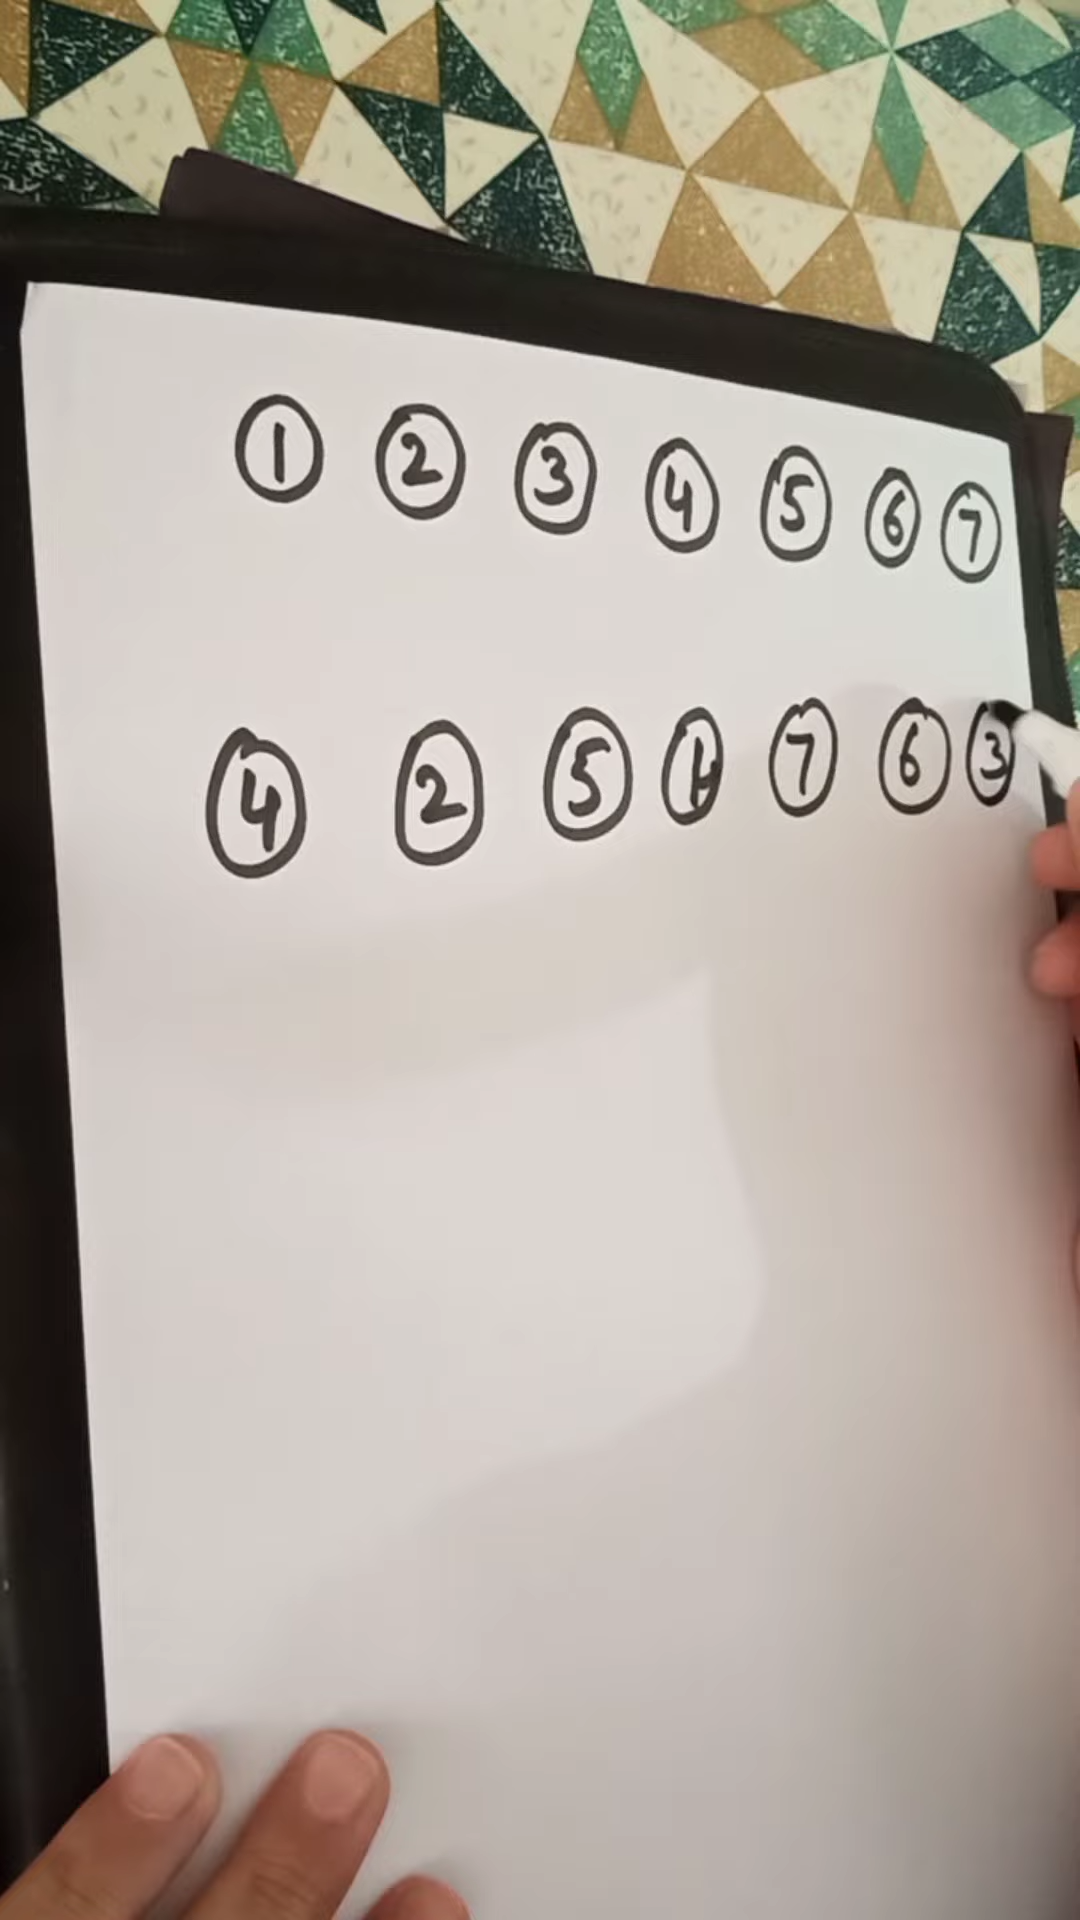 ① ② ③ ④ ⑤ ⑥ ⑦
④ ② ⑤ ① ⑦ ⑥ ③